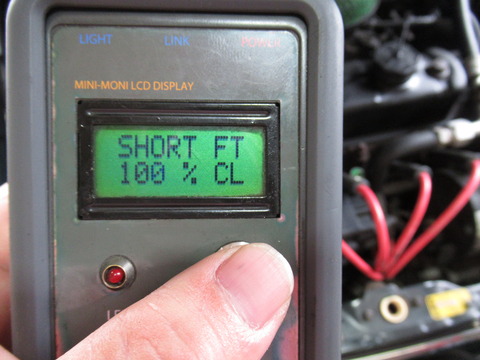 LIGHT LINK POWER
MINI-MONI LCD DISPLAY
SHORT FT
100 % CL